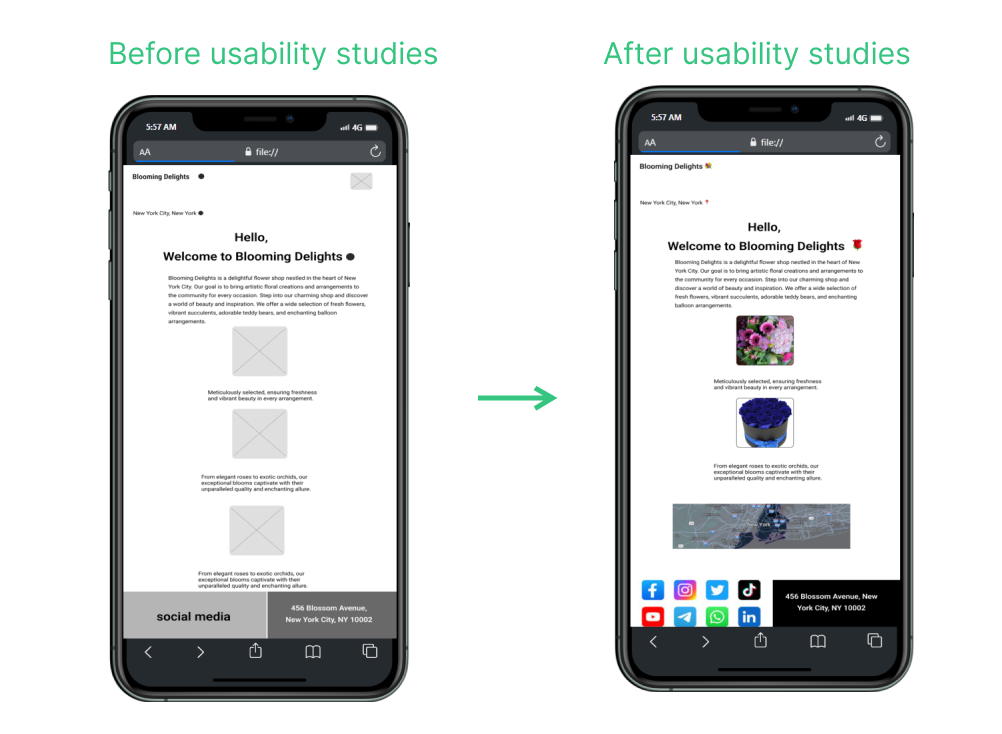 Before usability studies
After usability studies
5:57 AM
4G
AA
file://
Blooming Delights
New York City, New York
Hello,
Welcome to Blooming Delights
Blooming Delights is a delightful flower shop nestled in the heart of New
York City. Our goal is to bring artistic floral creations and arrangements to
the community for every occasion. Step into our charming shop and discover
a world of beauty and inspiration. We offer a wide selection of fresh flowers,
vibrant succulents, adorable teddy bears, and enchanting balloon
arrangements.
Meticulously selected, ensuring freshness
and vibrant beauty in every arrangement.
From elegant roses to exotic orchids, our
exceptional blooms captivate with their
unparalleled quality and enchanting allure.
From elegant roses to exotic orchids, our
exceptional blooms captivate with their
unparalleled quality and enchanting allure.
social media
456 Blossom Avenue,
New York City, NY 10002
5:57 AM
4G
AA
file://
Blooming Delights
New York City, New York
Hello,
Welcome to Blooming Delights
Blooming Delights is a delightful flower shop nestled in the heart of New
York City. Our goal is to bring artistic floral creations and arrangements to
the community for every occasion. Step into our charming shop and
discover a world of beauty and inspiration. We offer a wide selection of
fresh flowers, vibrant succulents, adorable teddy bears, and enchanting
balloon arrangements.
Meticulously selected, ensuring freshness
and vibrant beauty in every arrangement.
From elegant roses to exotic orchids, our
exceptional blooms captivate with their
unparalleled quality and enchanting allure.
New York
in
456 Blossom Avenue, New
York City, NY 10002